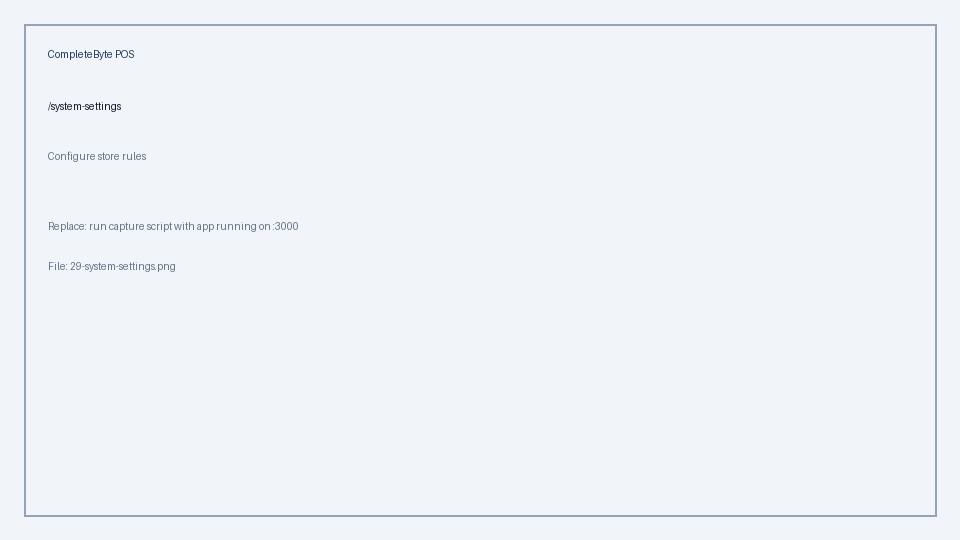 CompleteByte POS
/system-settings
Configure store rules
Replace: run capture script with app running on :3000
File: 29-system-settings.png